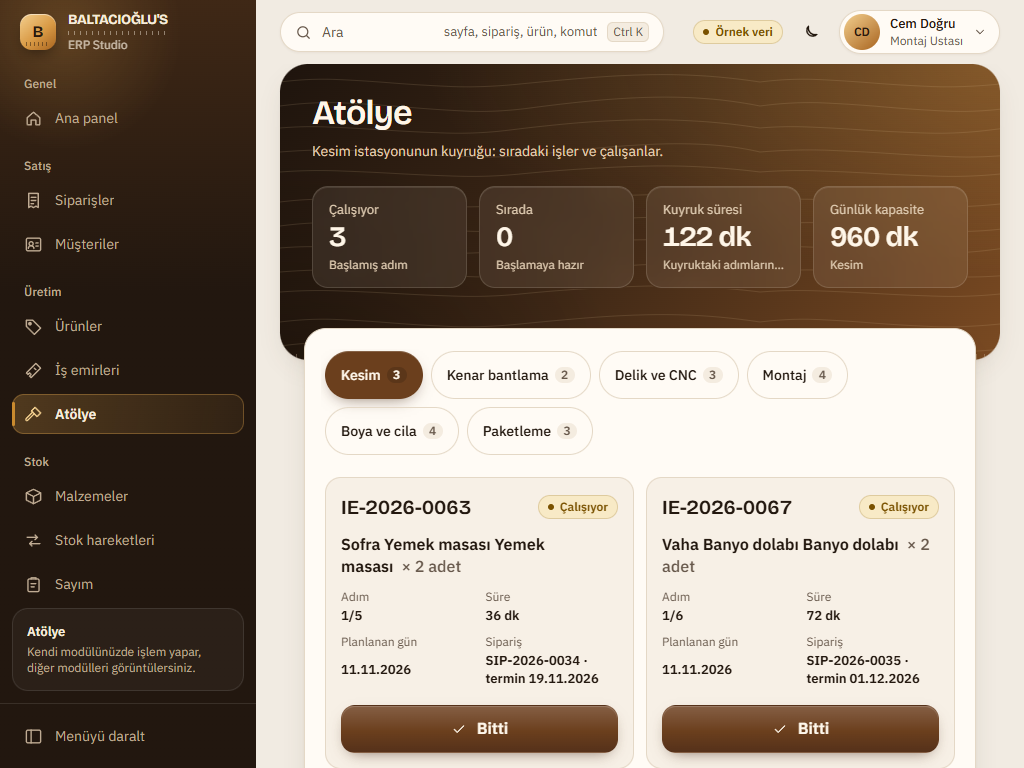 B
BALTACIOĞLU'S
ERP Studio
Genel
Ana panel
Satış
Siparişler
Müşteriler
Üretim
Ürünler
İş emirleri
Atölye
Stok
Malzemeler
Stok hareketleri
Sayım
Atölye
Kendi modülünüzde işlem yapar,
diğer modülleri görüntülersiniz.
Menüyü daralt
Ara sayfa, sipariş, ürün, komut Ctrl K
Örnek veri
CD
Cem Doğru
Montaj Ustası
Atölye
Kesim istasyonunun kuyruğu: sıradaki işler ve çalışanlar.
Çalışıyor
3
Başlamış adım
Sırada
0
Başlamaya hazır
Kuyruk süresi
122 dk
Kuyruktaki adımların...
Günlük kapasite
960 dk
Kesim
Kesim 3
Kenar bantlama 2
Delik ve CNC 3
Montaj 4
Boya ve cila 4
Paketleme 3
IE-2026-0063
Çalışıyor
Sofra Yemek masası Yemek
masası × 2 adet
Adım
1/5
Süre
36 dk
Planlanan gün
11.11.2026
Sipariş
SIP-2026-0034 ·
termin 19.11.2026
Bitti
IE-2026-0067
Çalışıyor
Vaha Banyo dolabı Banyo dolabı × 2
adet
Adım
1/6
Süre
72 dk
Planlanan gün
11.11.2026
Sipariş
SIP-2026-0035 ·
termin 01.12.2026
Bitti